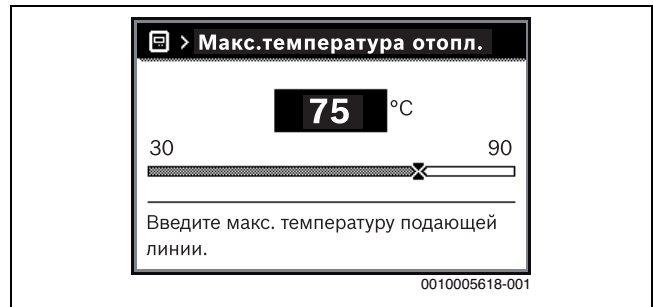 > Макс.температура отопл.
75 °C
30 90
Введите макс. температуру подающей
линии.
0010005618-001